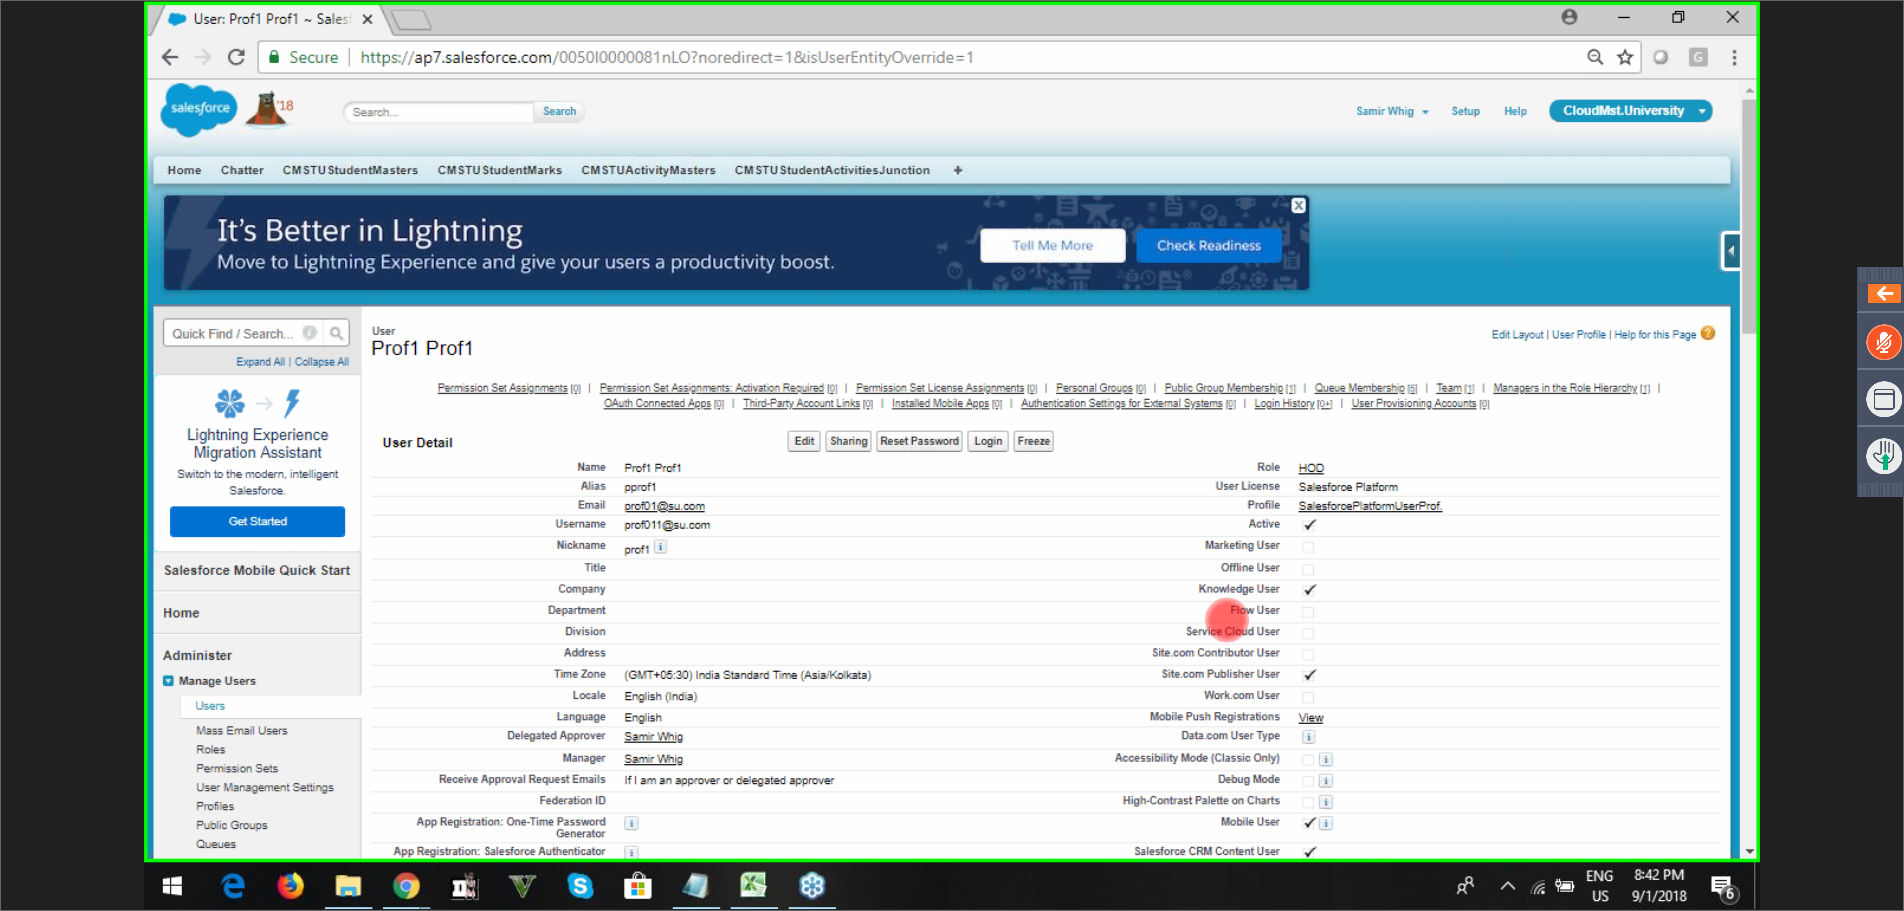 User: Prof1 Prof1 ~ Sales
Secure https://ap7.salesforce.com/0050I0000081nLO?noredirect=1&isUserEntityOverride=1
G
salesforce '18 Search... Search Samir Whig Setup Help CloudMst.University
Home Chatter CMSTUStudentMasters CMSTUStudentMarks CMSTUActivityMasters CMSTUStudentActivitiesJunction +
It's Better in Lightning
Move to Lightning Experience and give your users a productivity boost.
Tell Me More Check Readiness
Quick Find / Search...
Expand All | Collapse All
Lightning Experience
Migration Assistant
Switch to the modern, intelligent
Salesforce.
Get Started
Salesforce Mobile Quick Start
Home
Administer
Manage Users
Users
Mass Email Users
Roles
Permission Sets
User Management Settings
Profiles
Public Groups
Queues
User
Prof1 Prof1
Edit Layout | User Profile | Help for this Page
Permission Set Assignments [0] | Permission Set Assignments: Activation Required [0] | Permission Set License Assignments [0] | Personal Groups [0] | Public Group Membership [1] | Queue Membership [5] | Team [1] | Managers in the Role Hierarchy [1] |
OAuth Connected Apps [0] | Third-Party Account Links [0] | Installed Mobile Apps [0] | Authentication Settings for External Systems [0] | Login History [0+] | User Provisioning Accounts [0]
User Detail Edit Sharing Reset Password Login Freeze
Name Prof1 Prof1 Role HOD
Alias pprof1 User License Salesforce Platform
Email prof01@su.com Profile SalesforcePlatformUserProf.
Username prof011@su.com Active
Nickname prof1 Marketing User
Title Offline User
Company Knowledge User
Department Flow User
Division Service Cloud User
Address Site.com Contributor User
Time Zone (GMT+05:30) India Standard Time (Asia/Kolkata) Site.com Publisher User
Locale English (India) Work.com User
Language English Mobile Push Registrations View
Delegated Approver Samir Whig Data.com User Type
Manager Samir Whig Accessibility Mode (Classic Only)
Receive Approval Request Emails If I am an approver or delegated approver Debug Mode
Federation ID High-Contrast Palette on Charts
App Registration: One-Time Password
Generator Mobile User
App Registration: Salesforce Authenticator Salesforce CRM Content User
ENG
US
8:42 PM
9/1/2018
6